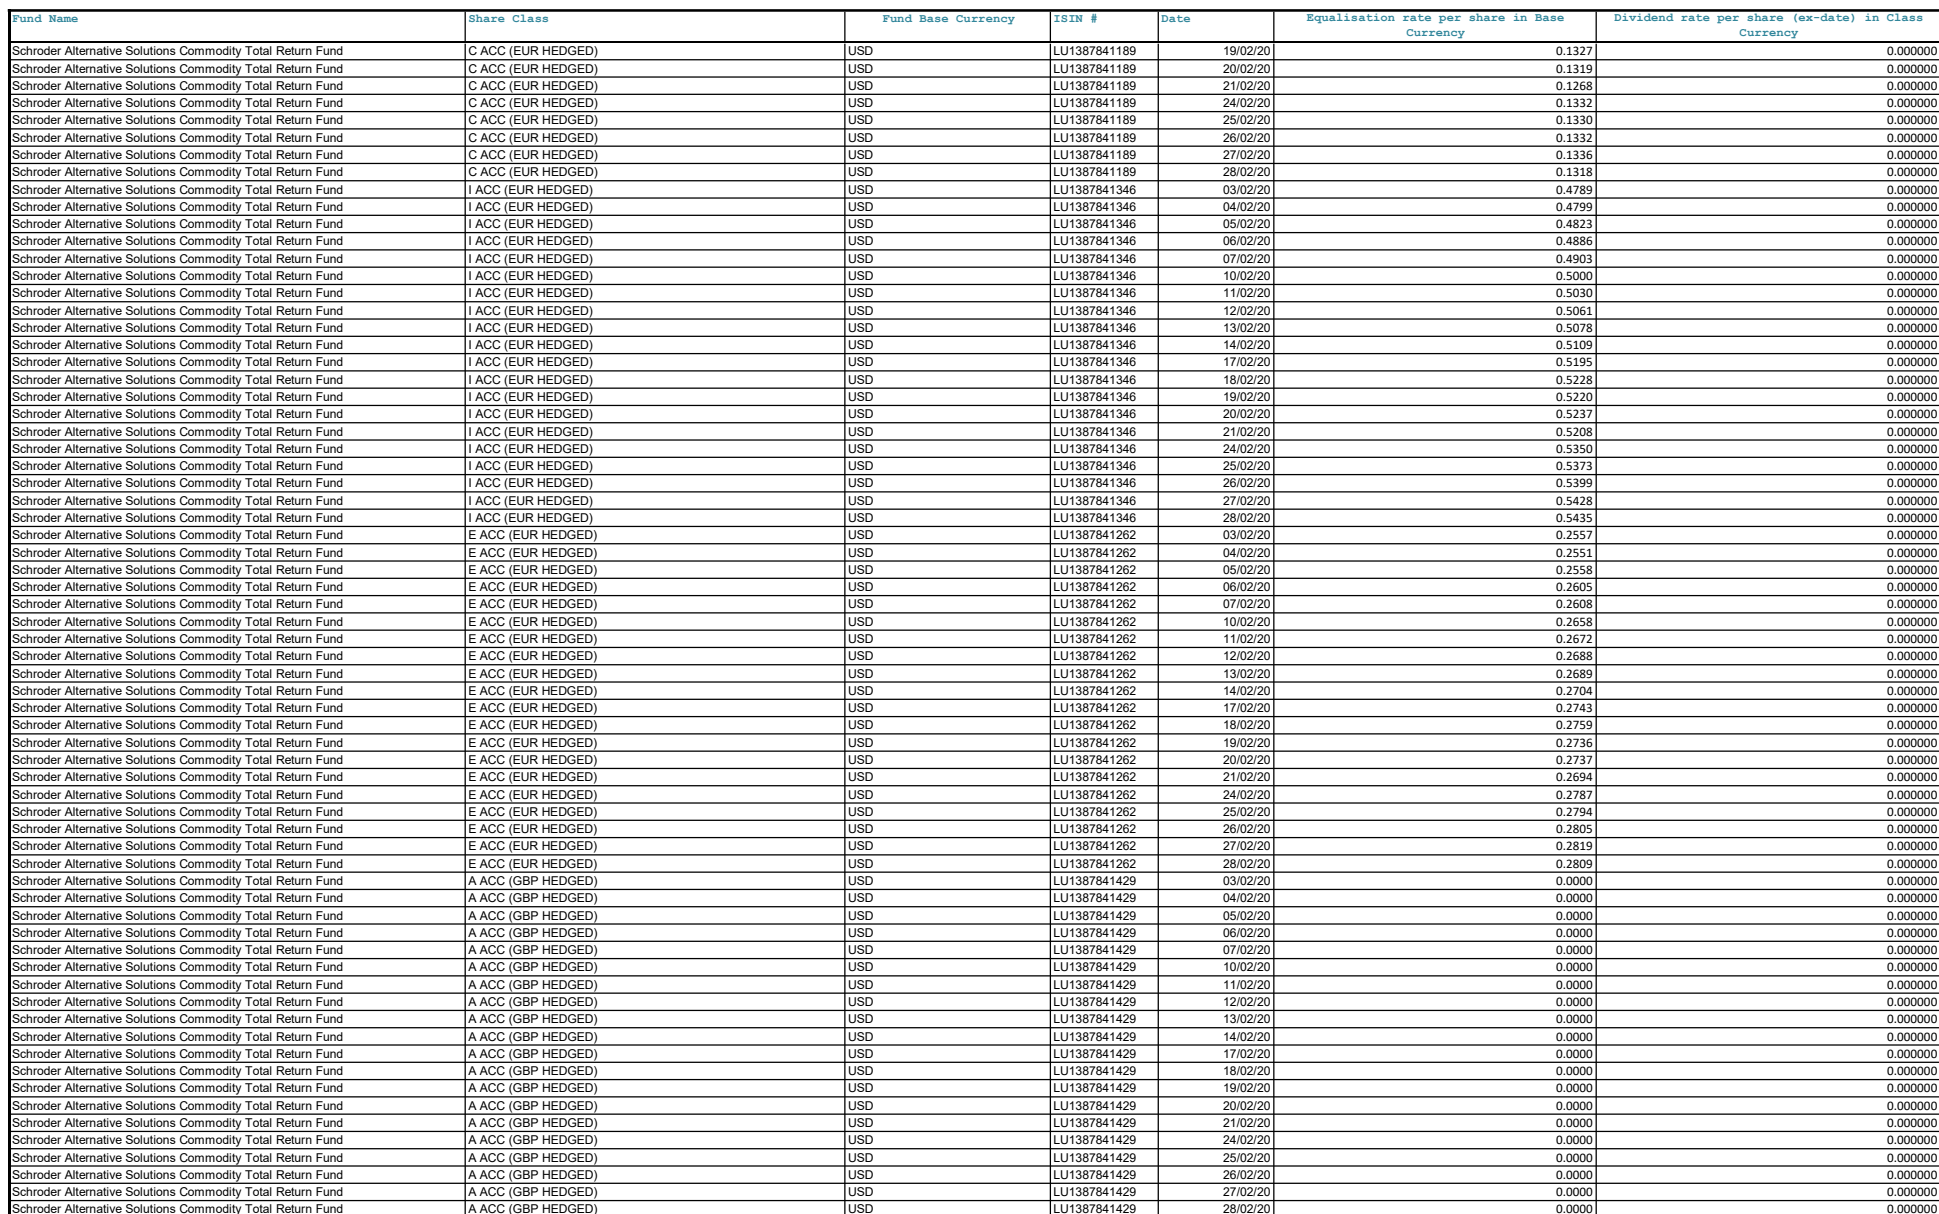 Fund Name Share Class Fund Base Currency ISIN # Date Equalisation rate per share in Base Currency Dividend rate per share (ex-date) in Class Currency
Schroder Alternative Solutions Commodity Total Return Fund C ACC (EUR HEDGED) USD LU1387841189 19/02/20 0.1327 0.000000
Schroder Alternative Solutions Commodity Total Return Fund C ACC (EUR HEDGED) USD LU1387841189 20/02/20 0.1319 0.000000
Schroder Alternative Solutions Commodity Total Return Fund C ACC (EUR HEDGED) USD LU1387841189 21/02/20 0.1268 0.000000
Schroder Alternative Solutions Commodity Total Return Fund C ACC (EUR HEDGED) USD LU1387841189 24/02/20 0.1332 0.000000
Schroder Alternative Solutions Commodity Total Return Fund C ACC (EUR HEDGED) USD LU1387841189 25/02/20 0.1330 0.000000
Schroder Alternative Solutions Commodity Total Return Fund C ACC (EUR HEDGED) USD LU1387841189 26/02/20 0.1332 0.000000
Schroder Alternative Solutions Commodity Total Return Fund C ACC (EUR HEDGED) USD LU1387841189 27/02/20 0.1336 0.000000
Schroder Alternative Solutions Commodity Total Return Fund C ACC (EUR HEDGED) USD LU1387841189 28/02/20 0.1318 0.000000
Schroder Alternative Solutions Commodity Total Return Fund I ACC (EUR HEDGED) USD LU1387841346 03/02/20 0.4789 0.000000
Schroder Alternative Solutions Commodity Total Return Fund I ACC (EUR HEDGED) USD LU1387841346 04/02/20 0.4799 0.000000
Schroder Alternative Solutions Commodity Total Return Fund I ACC (EUR HEDGED) USD LU1387841346 05/02/20 0.4823 0.000000
Schroder Alternative Solutions Commodity Total Return Fund I ACC (EUR HEDGED) USD LU1387841346 06/02/20 0.4886 0.000000
Schroder Alternative Solutions Commodity Total Return Fund I ACC (EUR HEDGED) USD LU1387841346 07/02/20 0.4903 0.000000
Schroder Alternative Solutions Commodity Total Return Fund I ACC (EUR HEDGED) USD LU1387841346 10/02/20 0.5000 0.000000
Schroder Alternative Solutions Commodity Total Return Fund I ACC (EUR HEDGED) USD LU1387841346 11/02/20 0.5030 0.000000
Schroder Alternative Solutions Commodity Total Return Fund I ACC (EUR HEDGED) USD LU1387841346 12/02/20 0.5061 0.000000
Schroder Alternative Solutions Commodity Total Return Fund I ACC (EUR HEDGED) USD LU1387841346 13/02/20 0.5078 0.000000
Schroder Alternative Solutions Commodity Total Return Fund I ACC (EUR HEDGED) USD LU1387841346 14/02/20 0.5109 0.000000
Schroder Alternative Solutions Commodity Total Return Fund I ACC (EUR HEDGED) USD LU1387841346 17/02/20 0.5195 0.000000
Schroder Alternative Solutions Commodity Total Return Fund I ACC (EUR HEDGED) USD LU1387841346 18/02/20 0.5228 0.000000
Schroder Alternative Solutions Commodity Total Return Fund I ACC (EUR HEDGED) USD LU1387841346 19/02/20 0.5220 0.000000
Schroder Alternative Solutions Commodity Total Return Fund I ACC (EUR HEDGED) USD LU1387841346 20/02/20 0.5237 0.000000
Schroder Alternative Solutions Commodity Total Return Fund I ACC (EUR HEDGED) USD LU1387841346 21/02/20 0.5208 0.000000
Schroder Alternative Solutions Commodity Total Return Fund I ACC (EUR HEDGED) USD LU1387841346 24/02/20 0.5350 0.000000
Schroder Alternative Solutions Commodity Total Return Fund I ACC (EUR HEDGED) USD LU1387841346 25/02/20 0.5373 0.000000
Schroder Alternative Solutions Commodity Total Return Fund I ACC (EUR HEDGED) USD LU1387841346 26/02/20 0.5399 0.000000
Schroder Alternative Solutions Commodity Total Return Fund I ACC (EUR HEDGED) USD LU1387841346 27/02/20 0.5428 0.000000
Schroder Alternative Solutions Commodity Total Return Fund I ACC (EUR HEDGED) USD LU1387841346 28/02/20 0.5435 0.000000
Schroder Alternative Solutions Commodity Total Return Fund E ACC (EUR HEDGED) USD LU1387841262 03/02/20 0.2557 0.000000
Schroder Alternative Solutions Commodity Total Return Fund E ACC (EUR HEDGED) USD LU1387841262 04/02/20 0.2551 0.000000
Schroder Alternative Solutions Commodity Total Return Fund E ACC (EUR HEDGED) USD LU1387841262 05/02/20 0.2558 0.000000
Schroder Alternative Solutions Commodity Total Return Fund E ACC (EUR HEDGED) USD LU1387841262 06/02/20 0.2605 0.000000
Schroder Alternative Solutions Commodity Total Return Fund E ACC (EUR HEDGED) USD LU1387841262 07/02/20 0.2608 0.000000
Schroder Alternative Solutions Commodity Total Return Fund E ACC (EUR HEDGED) USD LU1387841262 10/02/20 0.2658 0.000000
Schroder Alternative Solutions Commodity Total Return Fund E ACC (EUR HEDGED) USD LU1387841262 11/02/20 0.2672 0.000000
Schroder Alternative Solutions Commodity Total Return Fund E ACC (EUR HEDGED) USD LU1387841262 12/02/20 0.2688 0.000000
Schroder Alternative Solutions Commodity Total Return Fund E ACC (EUR HEDGED) USD LU1387841262 13/02/20 0.2689 0.000000
Schroder Alternative Solutions Commodity Total Return Fund E ACC (EUR HEDGED) USD LU1387841262 14/02/20 0.2704 0.000000
Schroder Alternative Solutions Commodity Total Return Fund E ACC (EUR HEDGED) USD LU1387841262 17/02/20 0.2743 0.000000
Schroder Alternative Solutions Commodity Total Return Fund E ACC (EUR HEDGED) USD LU1387841262 18/02/20 0.2759 0.000000
Schroder Alternative Solutions Commodity Total Return Fund E ACC (EUR HEDGED) USD LU1387841262 19/02/20 0.2736 0.000000
Schroder Alternative Solutions Commodity Total Return Fund E ACC (EUR HEDGED) USD LU1387841262 20/02/20 0.2737 0.000000
Schroder Alternative Solutions Commodity Total Return Fund E ACC (EUR HEDGED) USD LU1387841262 21/02/20 0.2694 0.000000
Schroder Alternative Solutions Commodity Total Return Fund E ACC (EUR HEDGED) USD LU1387841262 24/02/20 0.2787 0.000000
Schroder Alternative Solutions Commodity Total Return Fund E ACC (EUR HEDGED) USD LU1387841262 25/02/20 0.2794 0.000000
Schroder Alternative Solutions Commodity Total Return Fund E ACC (EUR HEDGED) USD LU1387841262 26/02/20 0.2805 0.000000
Schroder Alternative Solutions Commodity Total Return Fund E ACC (EUR HEDGED) USD LU1387841262 27/02/20 0.2819 0.000000
Schroder Alternative Solutions Commodity Total Return Fund E ACC (EUR HEDGED) USD LU1387841262 28/02/20 0.2809 0.000000
Schroder Alternative Solutions Commodity Total Return Fund A ACC (GBP HEDGED) USD LU1387841429 03/02/20 0.0000 0.000000
Schroder Alternative Solutions Commodity Total Return Fund A ACC (GBP HEDGED) USD LU1387841429 04/02/20 0.0000 0.000000
Schroder Alternative Solutions Commodity Total Return Fund A ACC (GBP HEDGED) USD LU1387841429 05/02/20 0.0000 0.000000
Schroder Alternative Solutions Commodity Total Return Fund A ACC (GBP HEDGED) USD LU1387841429 06/02/20 0.0000 0.000000
Schroder Alternative Solutions Commodity Total Return Fund A ACC (GBP HEDGED) USD LU1387841429 07/02/20 0.0000 0.000000
Schroder Alternative Solutions Commodity Total Return Fund A ACC (GBP HEDGED) USD LU1387841429 10/02/20 0.0000 0.000000
Schroder Alternative Solutions Commodity Total Return Fund A ACC (GBP HEDGED) USD LU1387841429 11/02/20 0.0000 0.000000
Schroder Alternative Solutions Commodity Total Return Fund A ACC (GBP HEDGED) USD LU1387841429 12/02/20 0.0000 0.000000
Schroder Alternative Solutions Commodity Total Return Fund A ACC (GBP HEDGED) USD LU1387841429 13/02/20 0.0000 0.000000
Schroder Alternative Solutions Commodity Total Return Fund A ACC (GBP HEDGED) USD LU1387841429 14/02/20 0.0000 0.000000
Schroder Alternative Solutions Commodity Total Return Fund A ACC (GBP HEDGED) USD LU1387841429 17/02/20 0.0000 0.000000
Schroder Alternative Solutions Commodity Total Return Fund A ACC (GBP HEDGED) USD LU1387841429 18/02/20 0.0000 0.000000
Schroder Alternative Solutions Commodity Total Return Fund A ACC (GBP HEDGED) USD LU1387841429 19/02/20 0.0000 0.000000
Schroder Alternative Solutions Commodity Total Return Fund A ACC (GBP HEDGED) USD LU1387841429 20/02/20 0.0000 0.000000
Schroder Alternative Solutions Commodity Total Return Fund A ACC (GBP HEDGED) USD LU1387841429 21/02/20 0.0000 0.000000
Schroder Alternative Solutions Commodity Total Return Fund A ACC (GBP HEDGED) USD LU1387841429 24/02/20 0.0000 0.000000
Schroder Alternative Solutions Commodity Total Return Fund A ACC (GBP HEDGED) USD LU1387841429 25/02/20 0.0000 0.000000
Schroder Alternative Solutions Commodity Total Return Fund A ACC (GBP HEDGED) USD LU1387841429 26/02/20 0.0000 0.000000
Schroder Alternative Solutions Commodity Total Return Fund A ACC (GBP HEDGED) USD LU1387841429 27/02/20 0.0000 0.000000
Schroder Alternative Solutions Commodity Total Return Fund A ACC (GBP HEDGED) USD LU1387841429 28/02/20 0.0000 0.000000